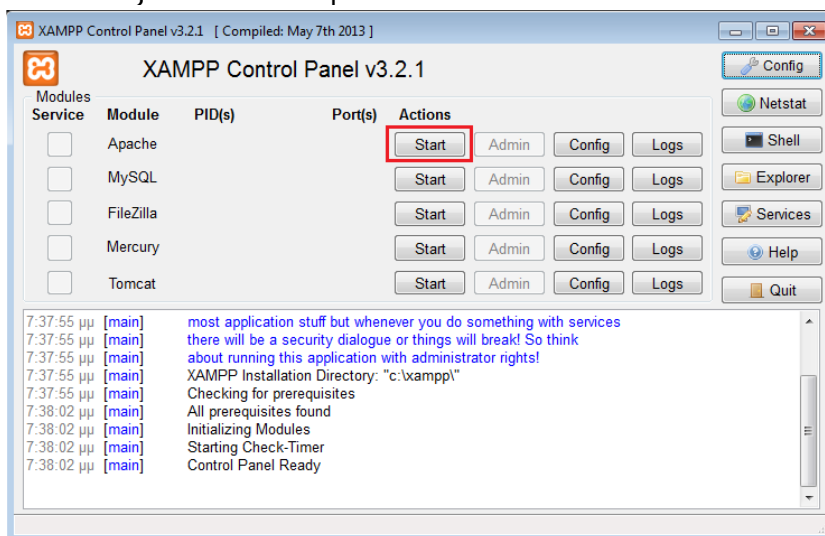 XAMPP Control Panel v3.2.1 [ Compiled: May 7th 2013 ]
XAMPP Control Panel v3.2.1
Config
Modules
Service Module PID(s) Port(s) Actions
Netstat
Apache Start Admin Config Logs
Shell
MySQL Start Admin Config Logs
Explorer
FileZilla Start Admin Config Logs
Services
Mercury Start Admin Config Logs
Help
Tomcat Start Admin Config Logs
Quit
7:37:55 μμ [main] most application stuff but whenever you do something with services
7:37:55 μμ [main] there will be a security dialogue or things will break! So think
7:37:55 μμ [main] about running this application with administrator rights!
7:37:55 μμ [main] XAMPP Installation Directory: "c:\xampp\"
7:37:55 μμ [main] Checking for prerequisites
7:38:02 μμ [main] All prerequisites found
7:38:02 μμ [main] Initializing Modules
7:38:02 μμ [main] Starting Check-Timer
7:38:02 μμ [main] Control Panel Ready